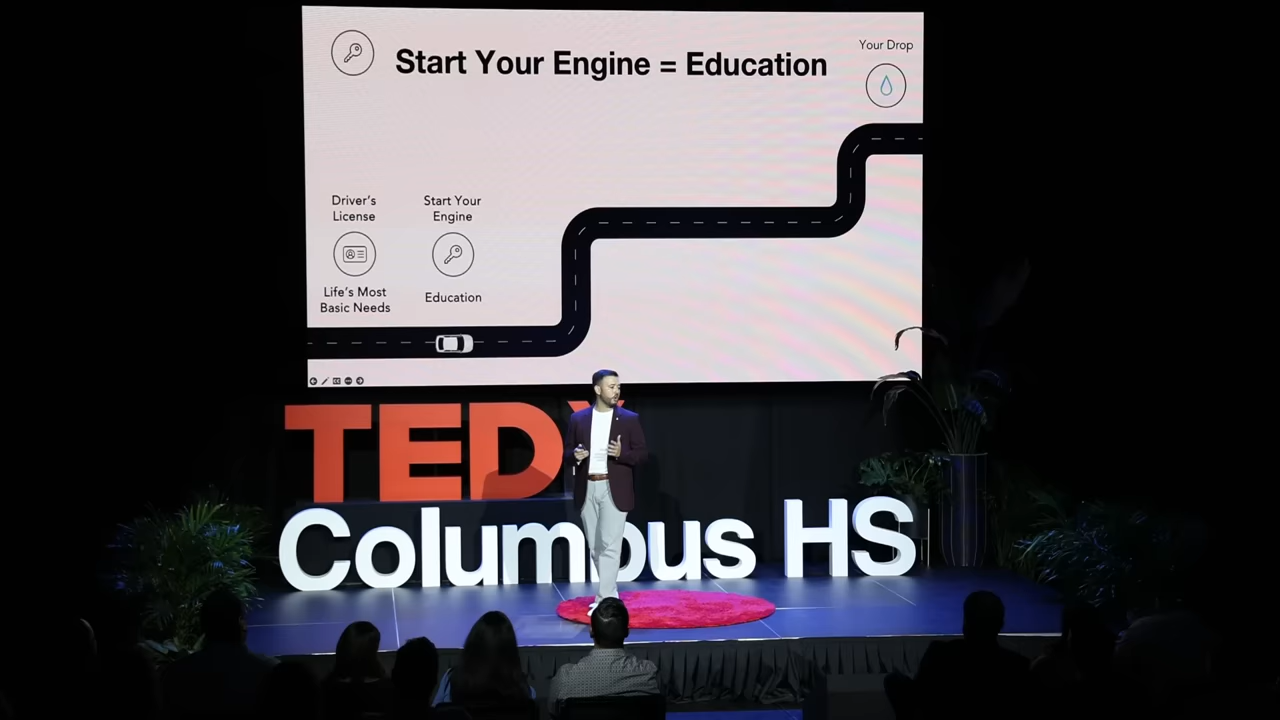 Start Your Engine = Education
Your Drop
Driver's
License
Start Your
Engine
Life's Most
Basic Needs
Education
TEDx
Columbus HS